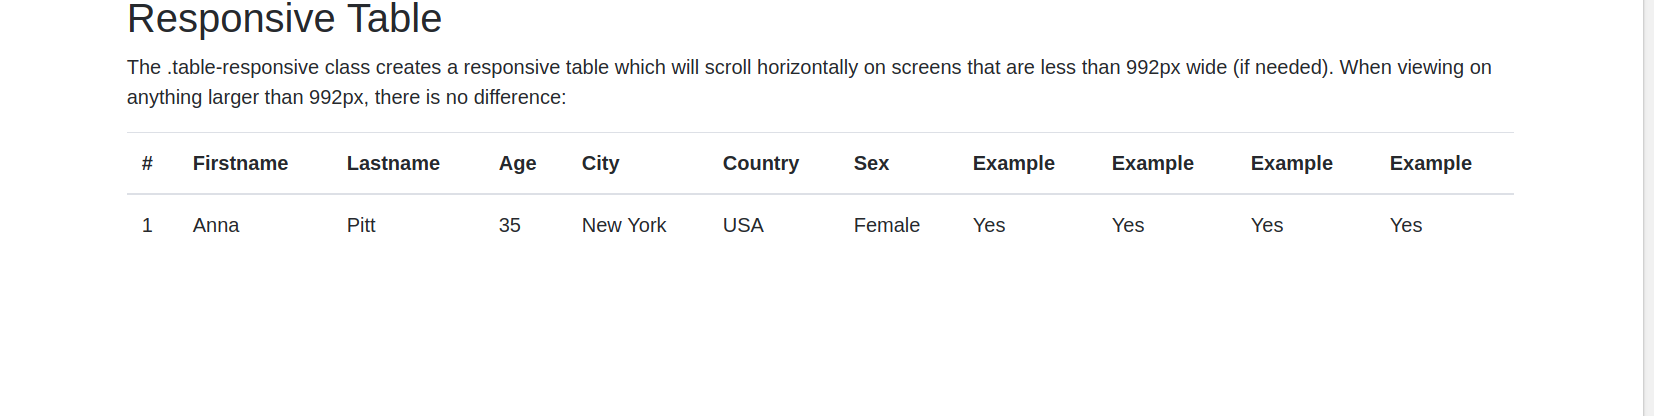 Responsive Table
The .table-responsive class creates a responsive table which will scroll horizontally on screens that are less than 992px wide (if needed). When viewing on
anything larger than 992px, there is no difference:
# Firstname Lastname Age City Country Sex Example Example Example Example
1 Anna Pitt 35 New York USA Female Yes Yes Yes Yes